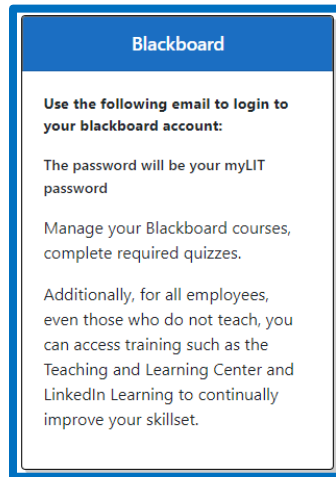 Blackboard
Use the following email to login to
your blackboard account:
The password will be your myLIT
password
Manage your Blackboard courses,
complete required quizzes.
Additionally, for all employees,
even those who do not teach, you
can access training such as the
Teaching and Learning Center and
LinkedIn Learning to continually
improve your skillset.